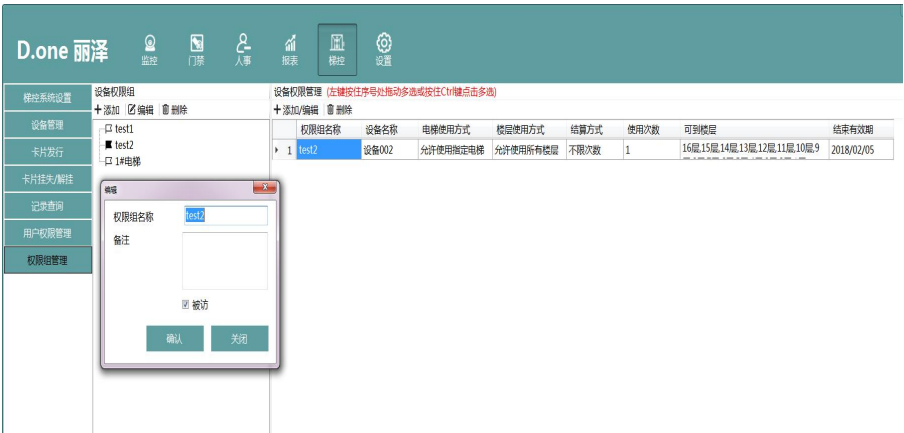 D.one 丽泽
监控
门禁
人事
报表
梯控
设置
梯控系统设置
设备管理
卡片发行
卡片挂失/解挂
记录查询
用户权限管理
权限组管理
设备权限组
添加 编辑 删除
test1
test2
1#电梯
设备权限管理 (左键按住序号处拖动多选或按住Ctrl键点击多选)
添加/编辑 删除
权限组名称 设备名称 电梯使用方式 楼层使用方式 结算方式 使用次数 可到楼层 结束有效期
1 test2 设备002 允许使用指定电梯 允许使用所有楼层 不限次数 1 16层,15层,14层,13层,12层,11层,10层,9 2018/02/05
编辑
权限组名称 test2
备注
被访
确认 关闭